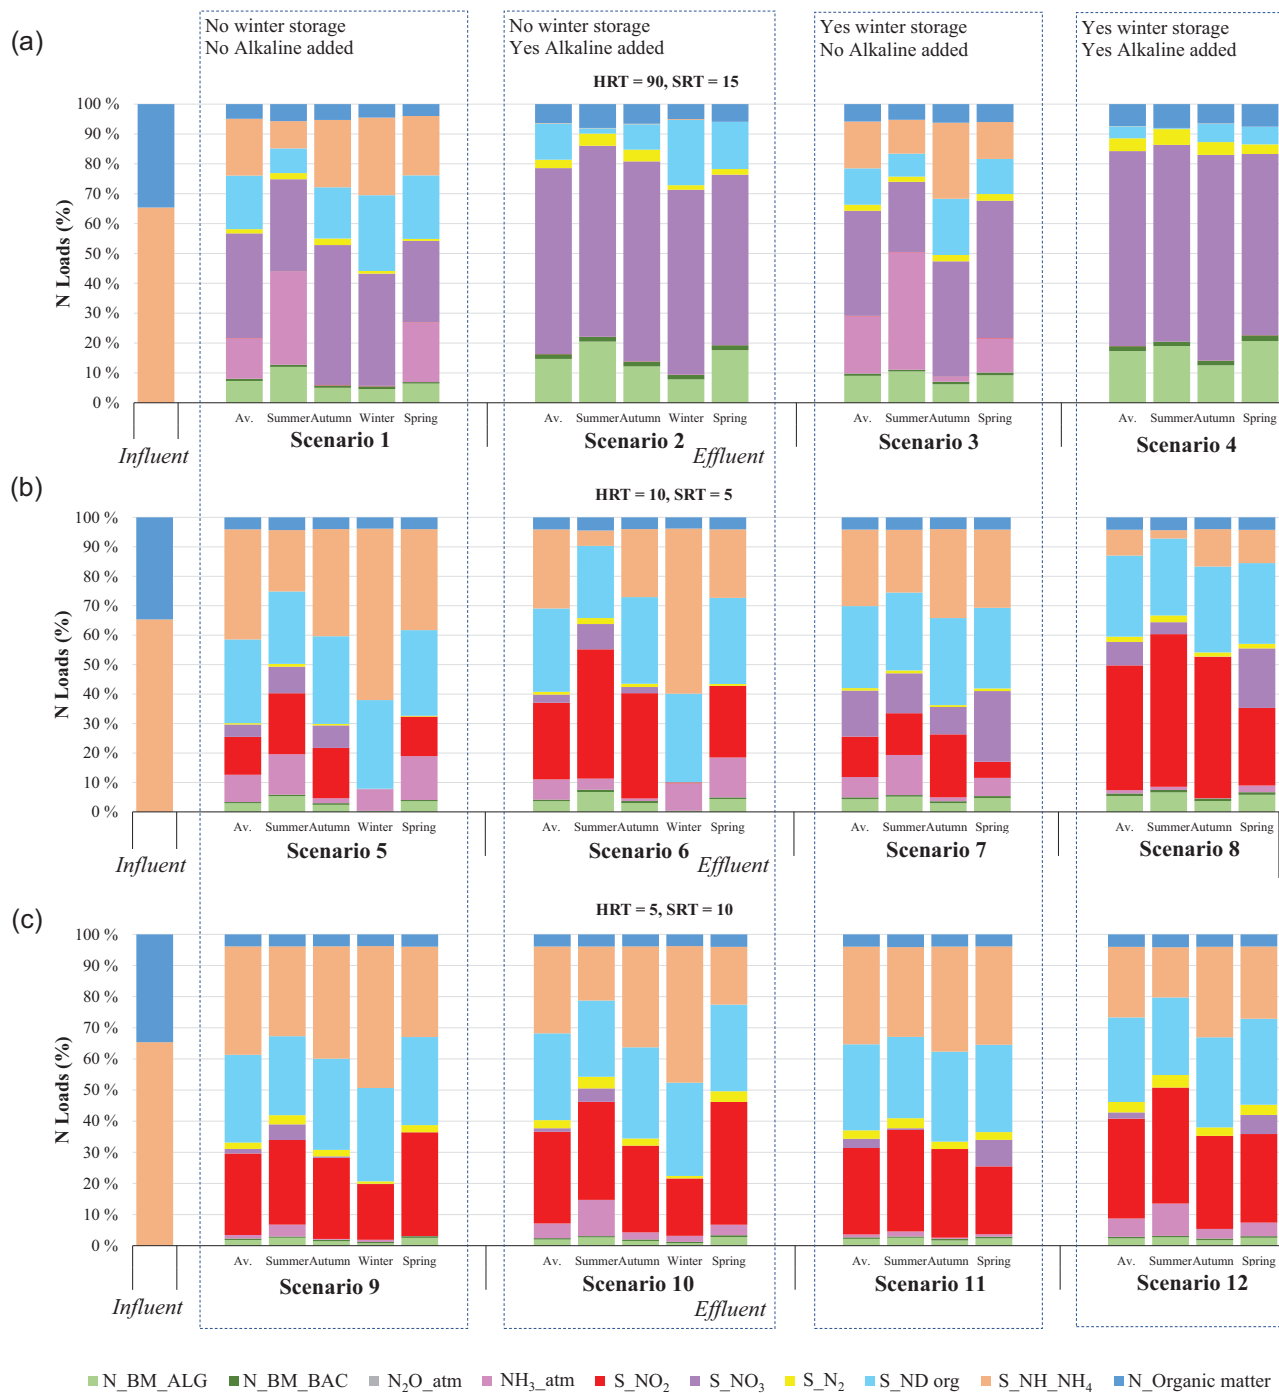 (a)
No winter storage
No Alkaline added
No winter storage
Yes Alkaline added
Yes winter storage
No Alkaline added
Yes winter storage
Yes Alkaline added
HRT = 90, SRT = 15
N Loads (%)
100 %
90 %
80 %
70 %
60 %
50 %
40 %
30 %
20 %
10 %
0 %
Av. Summer Autumn Winter Spring
Av. Summer Autumn Winter Spring
Av. Summer Autumn Spring
Av. Summer Autumn Spring
Influent
Scenario 1
Scenario 2
Scenario 3
Scenario 4
Effluent
(b)
HRT = 10, SRT = 5
N Loads (%)
100 %
90 %
80 %
70 %
60 %
50 %
40 %
30 %
20 %
10 %
0 %
Av. Summer Autumn Winter Spring
Av. Summer Autumn Winter Spring
Av. Summer Autumn Spring
Av. Summer Autumn Spring
Influent
Scenario 5
Scenario 6
Scenario 7
Scenario 8
Effluent
(c)
HRT = 5, SRT = 10
N Loads (%)
100 %
90 %
80 %
70 %
60 %
50 %
40 %
30 %
20 %
10 %
0 %
Av. Summer Autumn Winter Spring
Av. Summer Autumn Winter Spring
Av. Summer Autumn Spring
Av. Summer Autumn Spring
Influent
Scenario 9
Scenario 10
Scenario 11
Scenario 12
Effluent
N_BM_ALG N_BM_BAC N₂O_atm NH₃_atm S_NO₂ S_NO₃ S_N₂ S_ND org S_NH_NH₄ N_Organic matter